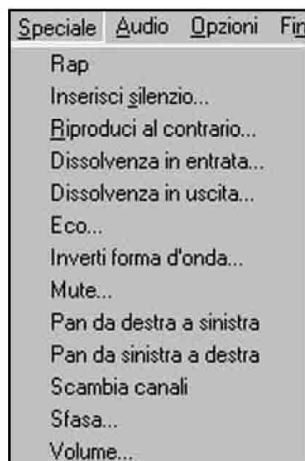 Speciale Audio Opzioni Fin
Rap
Inserisci silenzio...
Riproduci al contrario...
Dissolvenza in entrata...
Dissolvenza in uscita...
Eco...
Inverti forma d'onda...
Mute...
Pan da destra a sinistra
Pan da sinistra a destra
Scambia canali
Sfasa...
Volume...